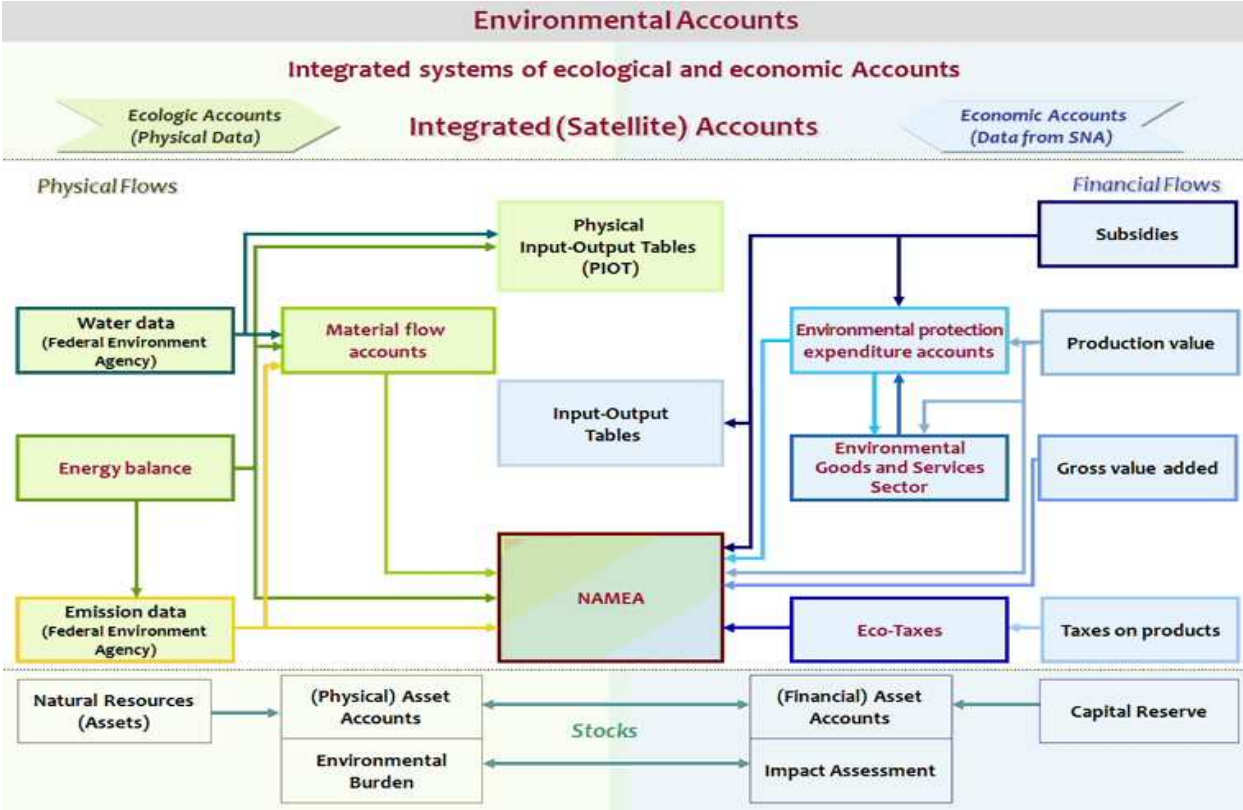 Environmental Accounts
Integrated systems of ecological and economic Accounts
Ecologic Accounts
(Physical Data)
Integrated (Satellite) Accounts
Economic Accounts
(Data from SNA)
Physical Flows
Financial Flows
Physical
Input-Output Tables
(PIOT)
Subsidies
Water data
(Federal Environment
Agency)
Material flow
accounts
Environmental protection
expenditure accounts
Production value
Input-Output
Tables
Energy balance
Environmental
Goods and Services
Sector
Gross value added
NAMEA
Emission data
(Federal Environment
Agency)
Eco-Taxes
Taxes on products
Natural Resources
(Assets)
(Physical) Asset
Accounts
Stocks
(Financial) Asset
Accounts
Capital Reserve
Environmental
Burden
Impact Assessment